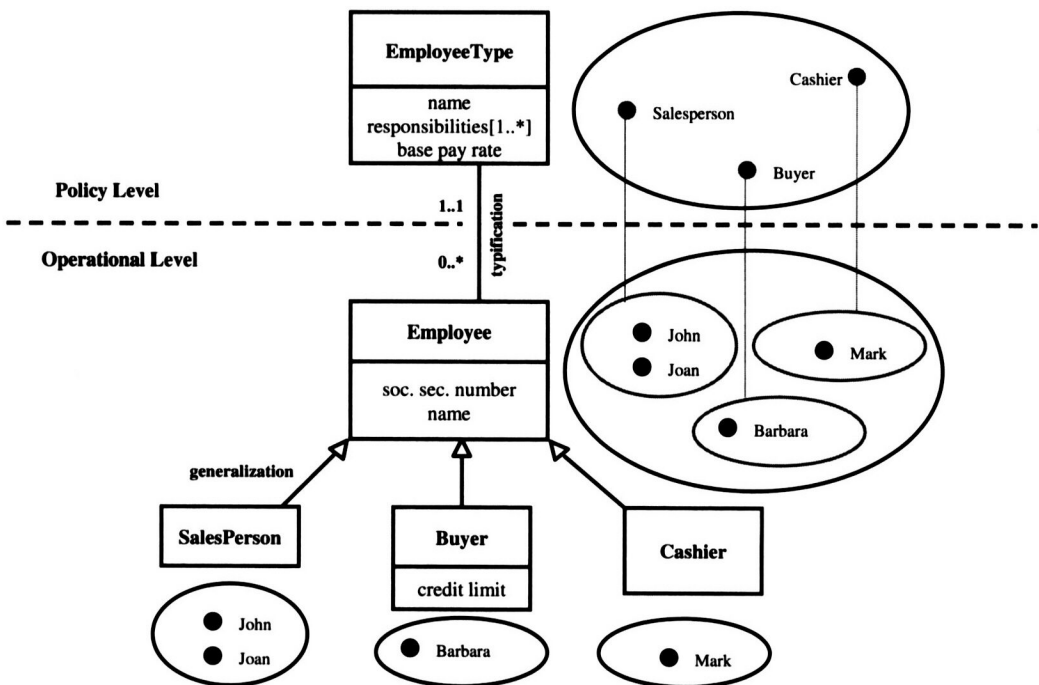 EmployeeType
name
responsibilities[1..*]
base pay rate
Cashier
Salesperson
Buyer
Policy Level
1..1
typification
Operational Level
0..*
Employee
soc. sec. number
name
John
Joan
Mark
Barbara
generalization
SalesPerson
Buyer
credit limit
Cashier
John
Joan
Barbara
Mark